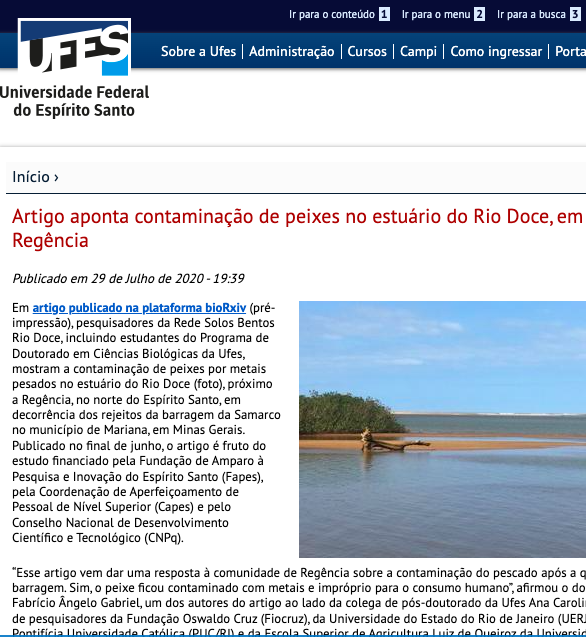 Ir para o conteúdo 1 Ir para o menu 2 Ir para a busca 3
UFES
Sobre a Ufes Administração Cursos Campi Como ingressar
Universidade Federal
do Espírito Santo
Início ›
Artigo aponta contaminação de peixes no estuário do Rio Doce, em
Regência
Publicado em 29 de Julho de 2020 - 19:39
Em artigo publicado na plataforma bioRxiv (pré-
impressão), pesquisadores da Rede Solos Bentos
Rio Doce, incluindo estudantes do Programa de
Doutorado em Ciências Biológicas da Ufes,
mostram a contaminação de peixes por metais
pesados no estuário do Rio Doce (foto), próximo
a Regência, no norte do Espírito Santo, em
decorrência dos rejeitos da barragem da Samarco
no município de Mariana, em Minas Gerais.
Publicado no final de junho, o artigo é fruto do
estudo financiado pela Fundação de Amparo à
Pesquisa e Inovação do Espírito Santo (Fapes),
pela Coordenação de Aperfeiçoamento de
Pessoal de Nível Superior (Capes) e pelo
Conselho Nacional de Desenvolvimento
Científico e Tecnológico (CNPq).
“Esse artigo vem dar uma resposta à comunidade de Regência sobre a contaminação do pescado após a
barragem. Sim, o peixe ficou contaminado com metais e impróprio para o consumo humano”, afirmou o
Fabrício Ângelo Gabriel, um dos autores do artigo ao lado da colega de pós-doutorado da Ufes Ana
de pesquisadores da Fundação Oswaldo Cruz (Fiocruz), da Universidade do Estado do Rio de Janeiro
Pontifícia Universidade Católica (PUC/RJ) e da Escola Superior de Agricultura Luiz de Queiroz da